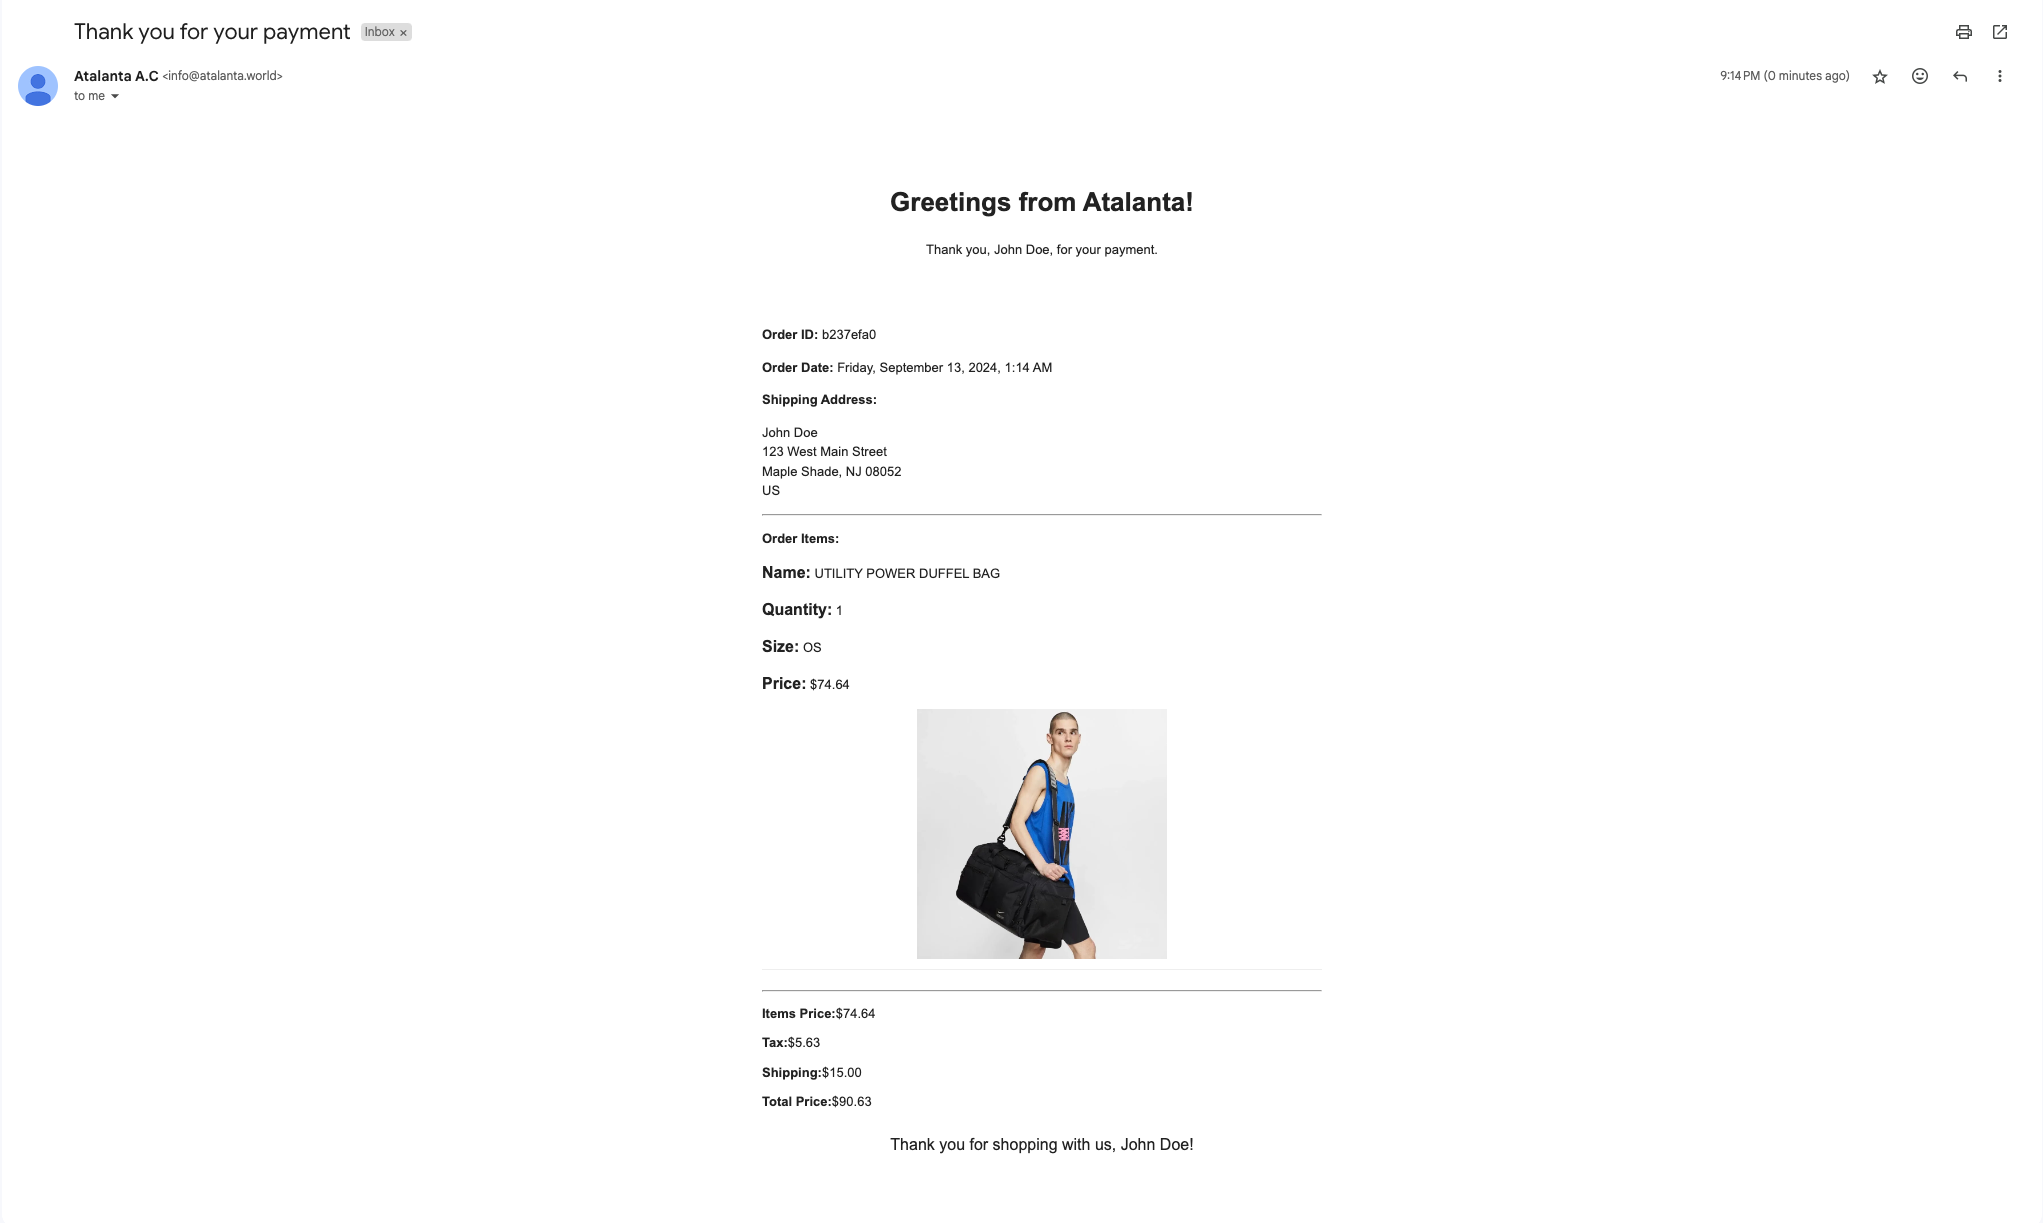 Thank you for your payment Inbox ×
Atalanta A.C <info@atalanta.world>
9:14 PM (0 minutes ago)
to me
Greetings from Atalanta!
Thank you, John Doe, for your payment.
Order ID: b237efa0
Order Date: Friday, September 13, 2024, 1:14 AM
Shipping Address:
John Doe
123 West Main Street
Maple Shade, NJ 08052
US
Order Items:
Name: UTILITY POWER DUFFEL BAG
Quantity: 1
Size: OS
Price: $74.64
Items Price:$74.64
Tax:$5.63
Shipping:$15.00
Total Price:$90.63
Thank you for shopping with us, John Doe!